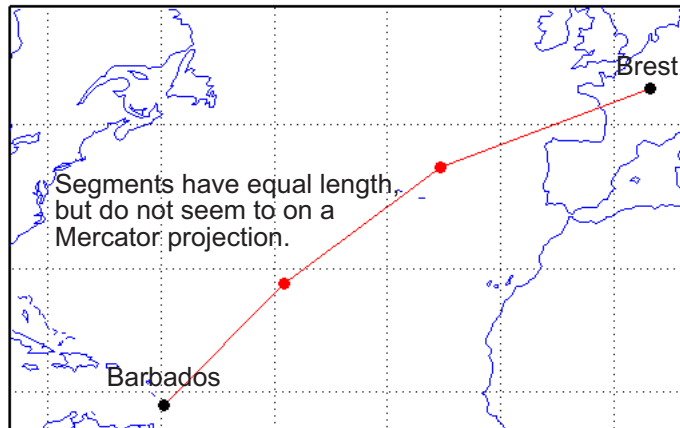 Brest
Segments have equal length,
but do not seem to on a
Mercator projection.
Barbados